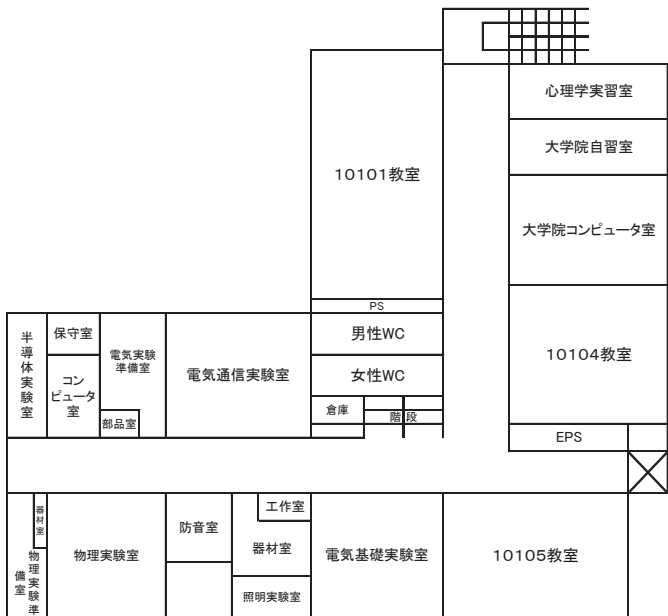 心理学実習室
大学院自習室
10101教室
大学院コンピュータ室
PS
半導体実験室
保守室
電気実験
準備室
電気通信実験室
男性WC
10104教室
コン
ピュータ
室
女性WC
部品室
倉庫
階段
EPS
器材室
物理実験準
備室
物理実験室
防音室
工作室
器材室
電気基礎実験室
10105教室
照明実験室